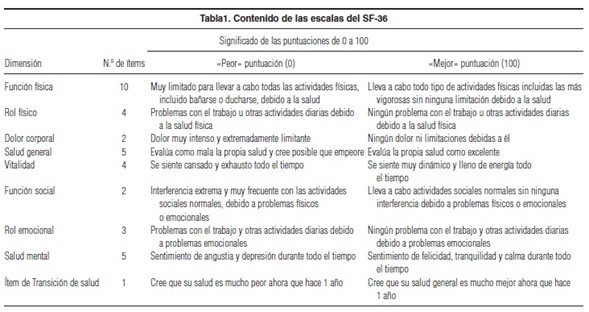 Tabla1. Contenido de las escalas del SF-36
Significado de las puntuaciones de 0 a 100
Dimensión N.º de ítems «Peor» puntuación (0) «Mejor» puntuación (100)
Función física 10 Muy limitado para llevar a cabo todas las actividades físicas, Lleva a cabo todo tipo de actividades físicas incluidas las más
incluido bañarse o ducharse, debido a la salud vigorosas sin ninguna limitación debido a la salud
Rol físico 4 Problemas con el trabajo u otras actividades diarias debido Ningún problema con el trabajo u otras actividades diarias
a la salud física debido a la salud física
Dolor corporal 2 Dolor muy intenso y extremadamente limitante Ningún dolor ni limitaciones debidas a él
Salud general 5 Evalúa como mala la propia salud y cree posible que empeore Evalúa la propia salud como excelente
Vitalidad 4 Se siente cansado y exhausto todo el tiempo Se siente muy dinámico y lleno de energía todo
el tiempo
Función social 2 Interferencia extrema y muy frecuente con las actividades Lleva a cabo actividades sociales normales sin ninguna
sociales normales, debido a problemas físicos interferencia debido a problemas físicos o emocionales
o emocionales
Rol emocional 3 Problemas con el trabajo y otras actividades diarias debido Ningún problema con el trabajo y otras actividades diarias
a problemas emocionales debido a problemas emocionales
Salud mental 5 Sentimiento de angustia y depresión durante todo el tiempo Sentimiento de felicidad, tranquilidad y calma durante todo
el tiempo
Ítem de Transición de salud 1 Cree que su salud es mucho peor ahora que hace 1 año Cree que su salud general es mucho mejor ahora que hace
1 año